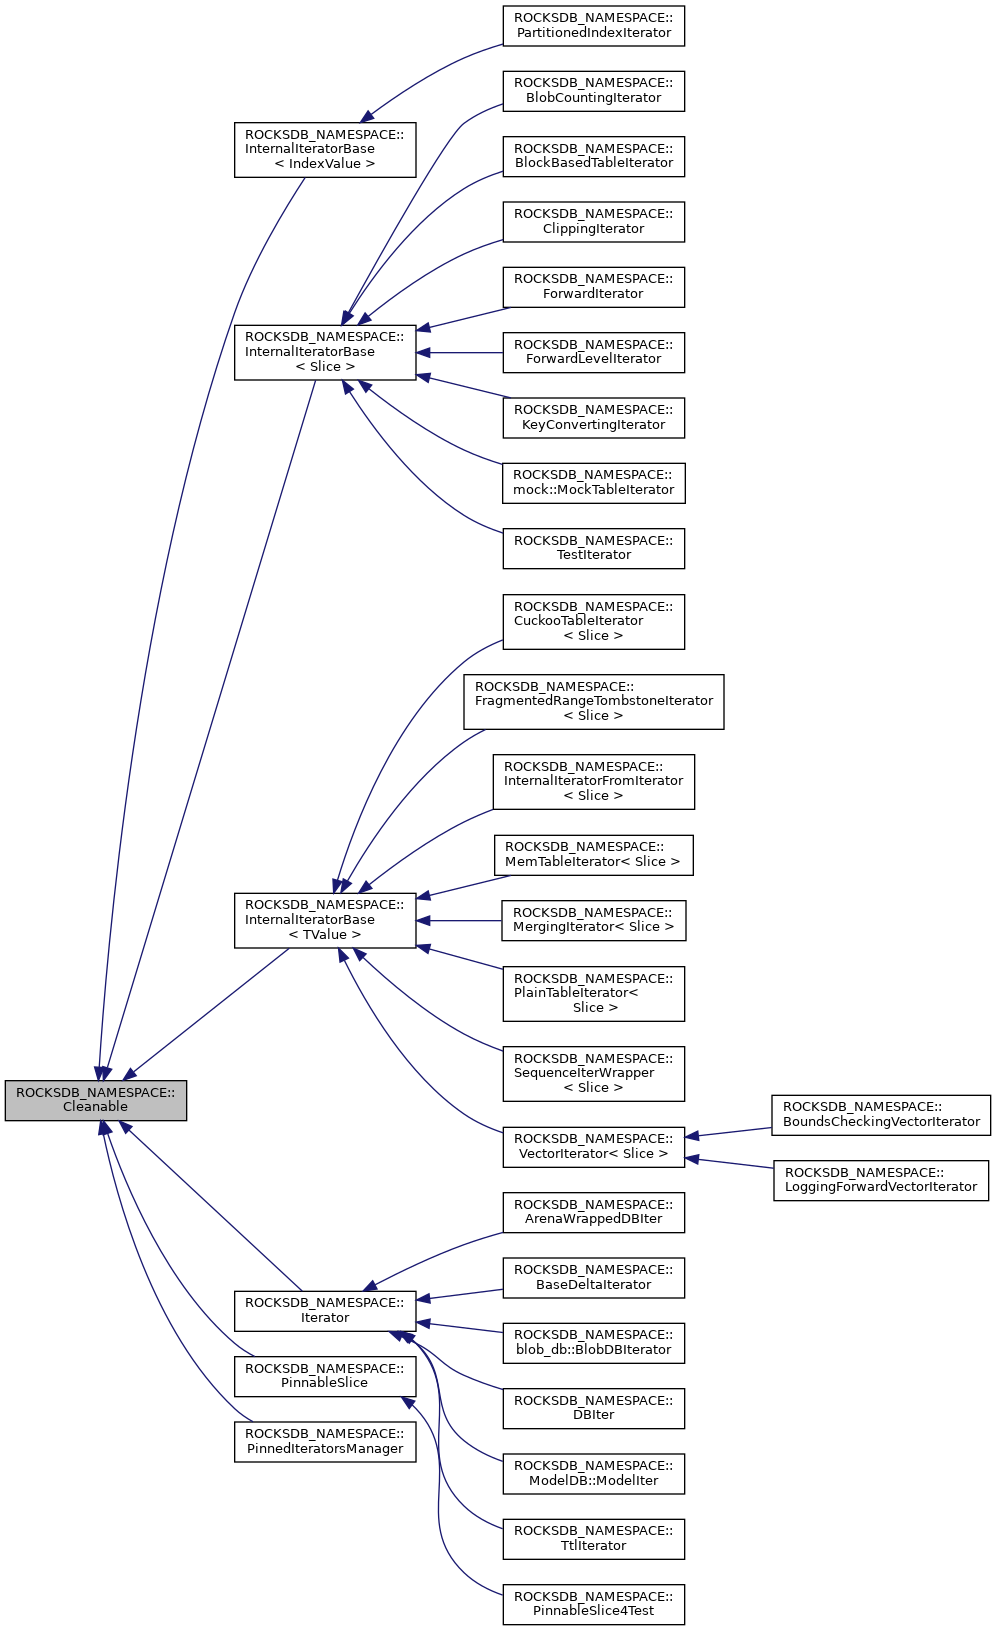 ROCKSDB_NAMESPACE::
PartitionedIndexIterator
ROCKSDB_NAMESPACE::
BlobCountingIterator
ROCKSDB_NAMESPACE::
InternalIteratorBase
< IndexValue >
ROCKSDB_NAMESPACE::
BlockBasedTableIterator
ROCKSDB_NAMESPACE::
ClippingIterator
ROCKSDB_NAMESPACE::
ForwardIterator
ROCKSDB_NAMESPACE::
InternalIteratorBase
< Slice >
ROCKSDB_NAMESPACE::
ForwardLevelIterator
ROCKSDB_NAMESPACE::
KeyConvertingIterator
ROCKSDB_NAMESPACE::
mock::MockTableIterator
ROCKSDB_NAMESPACE::
TestIterator
ROCKSDB_NAMESPACE::
CuckooTableIterator
< Slice >
ROCKSDB_NAMESPACE::
FragmentedRangeTombstoneIterator
< Slice >
ROCKSDB_NAMESPACE::
InternalIteratorFromIterator
< Slice >
ROCKSDB_NAMESPACE::
MemTableIterator< Slice >
ROCKSDB_NAMESPACE::
InternalIteratorBase
< TValue >
ROCKSDB_NAMESPACE::
MergingIterator< Slice >
ROCKSDB_NAMESPACE::
PlainTableIterator<
Slice >
ROCKSDB_NAMESPACE::
SequenceIterWrapper
< Slice >
ROCKSDB_NAMESPACE::
Cleanable
ROCKSDB_NAMESPACE::
VectorIterator< Slice >
ROCKSDB_NAMESPACE::
BoundsCheckingVectorIterator
ROCKSDB_NAMESPACE::
LoggingForwardVectorIterator
ROCKSDB_NAMESPACE::
ArenaWrappedDBIter
ROCKSDB_NAMESPACE::
BaseDeltaIterator
ROCKSDB_NAMESPACE::
Iterator
ROCKSDB_NAMESPACE::
blob_db::BlobDBIterator
ROCKSDB_NAMESPACE::
PinnableSlice
ROCKSDB_NAMESPACE::
DBIter
ROCKSDB_NAMESPACE::
PinnedIteratorsManager
ROCKSDB_NAMESPACE::
ModelDB::ModelIter
ROCKSDB_NAMESPACE::
TtlIterator
ROCKSDB_NAMESPACE::
PinnableSlice4Test